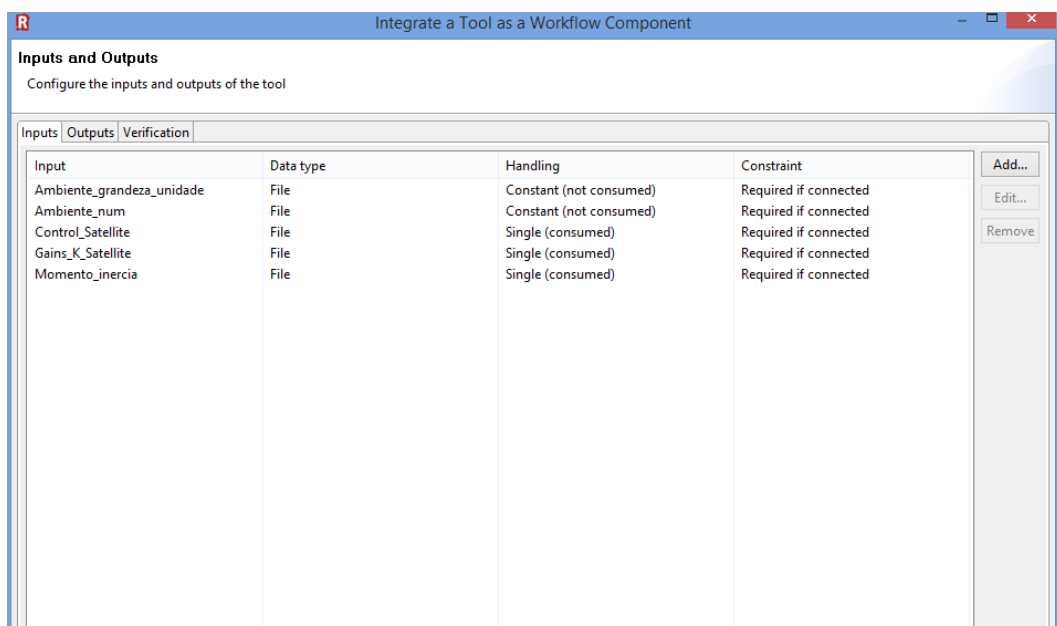 R Integrate a Tool as a Workflow Component
Inputs and Outputs
Configure the inputs and outputs of the tool
Inputs Outputs Verification
Input Data type Handling Constraint Add...
Ambiente_grandeza_unidade File Constant (not consumed) Required if connected Edit...
Ambiente_num File Constant (not consumed) Required if connected
Control_Satellite File Single (consumed) Required if connected Remove
Gains_K_Satellite File Single (consumed) Required if connected
Momento_inercia File Single (consumed) Required if connected